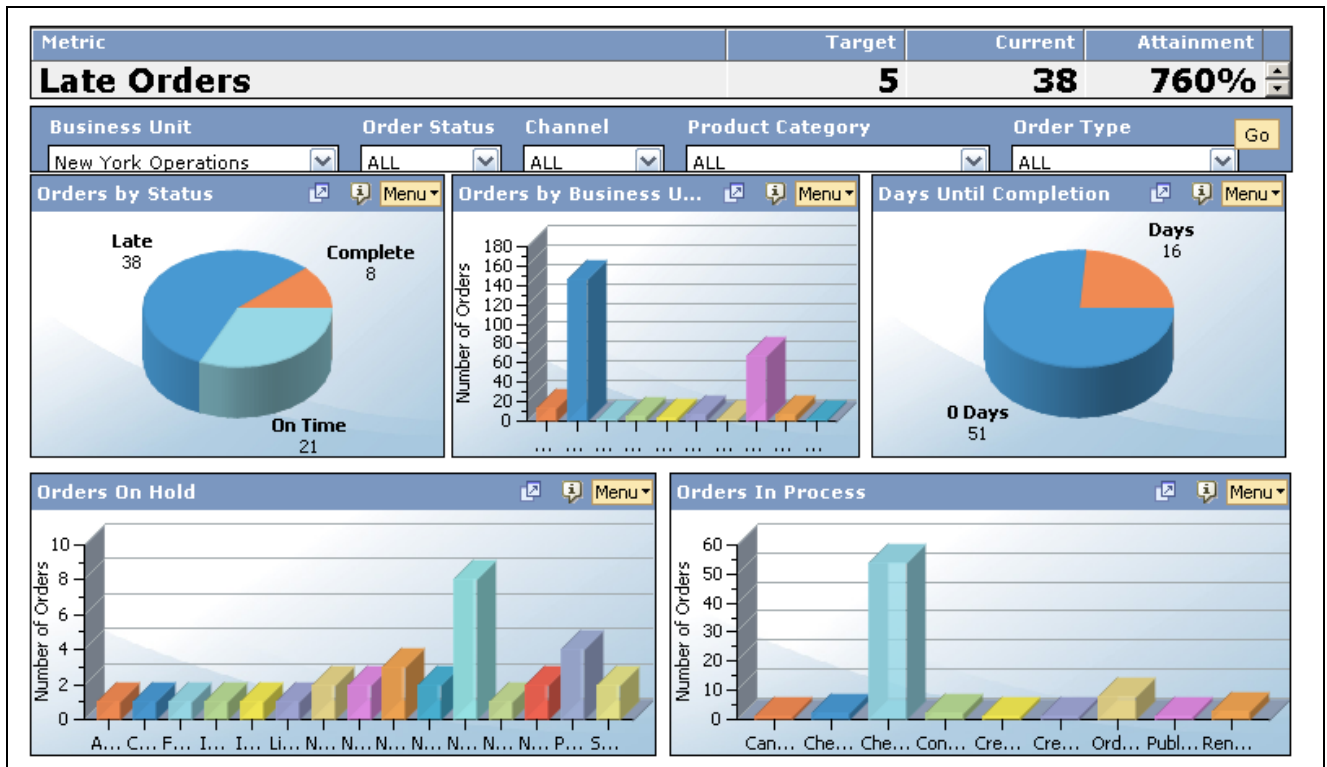 Metric Target Current Attainment
Late Orders 5 38 760%
Business Unit Order Status Channel Product Category Order Type Go
New York Operations ALL ALL ALL ALL
Orders by Status Menu
Late
38
Complete
8
On Time
21
Orders by Business U... Menu
Number of Orders
180
160
140
120
100
80
60
40
20
0
... ... ... ... ... ... ... ... ... ...
Days Until Completion Menu
Days
16
0 Days
51
Orders On Hold Menu
Number of Orders
10
8
6
4
2
0
A... C... F... I... I... Li... N... N... N... N... N... N... N... P... S...
Orders In Process Menu
Number of Orders
60
50
40
30
20
10
0
Can... Che... Che... Con... Cre... Cre... Ord... Publ... Ren...